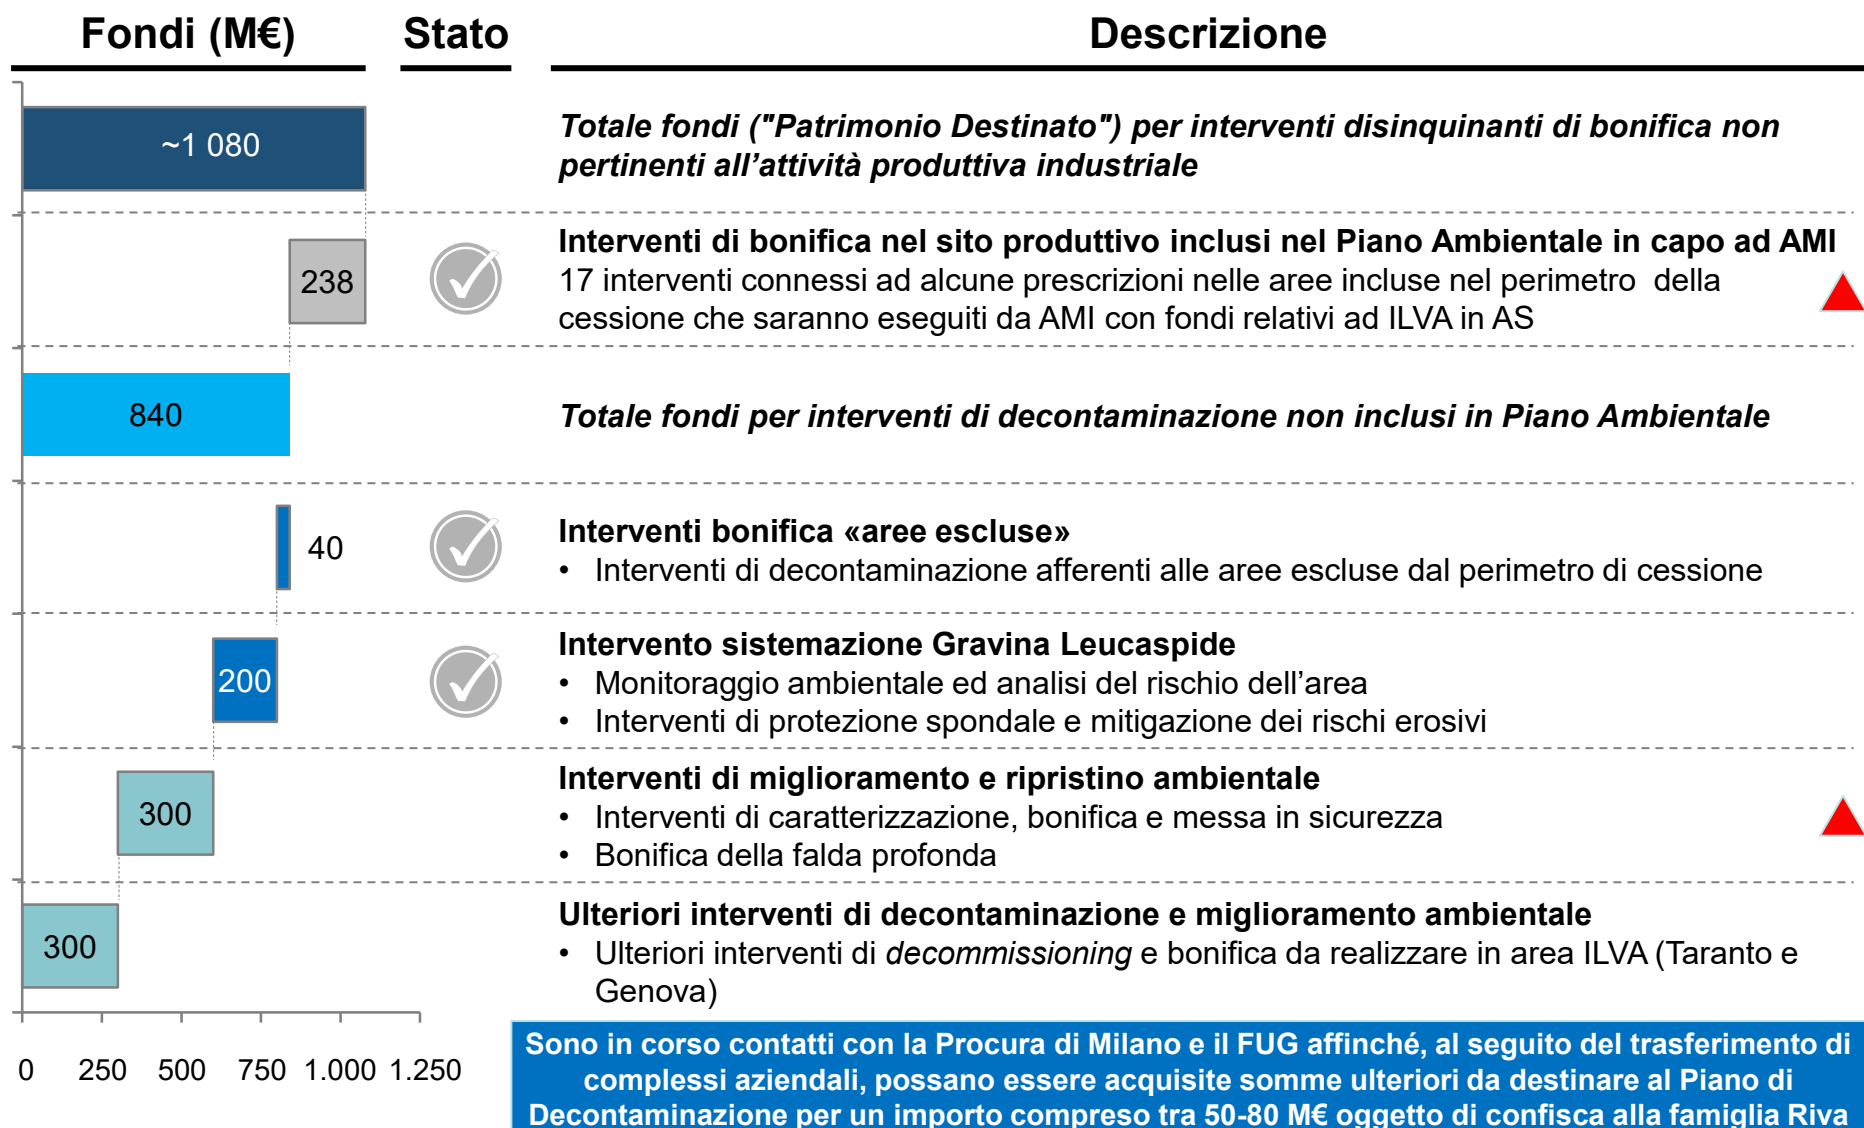 Fondi (M€) Stato Descrizione
~1 080
Totale fondi ("Patrimonio Destinato") per interventi disinquinanti di bonifica non
pertinenti all’attività produttiva industriale
238
Interventi di bonifica nel sito produttivo inclusi nel Piano Ambientale in capo ad AMI
17 interventi connessi ad alcune prescrizioni nelle aree incluse nel perimetro della
cessione che saranno eseguiti da AMI con fondi relativi ad ILVA in AS
840
Totale fondi per interventi di decontaminazione non inclusi in Piano Ambientale
40
Interventi bonifica «aree escluse»
• Interventi di decontaminazione afferenti alle aree escluse dal perimetro di cessione
200
Intervento sistemazione Gravina Leucaspide
• Monitoraggio ambientale ed analisi del rischio dell’area
• Interventi di protezione spondale e mitigazione dei rischi erosivi
300
Interventi di miglioramento e ripristino ambientale
• Interventi di caratterizzazione, bonifica e messa in sicurezza
• Bonifica della falda profonda
300
Ulteriori interventi di decontaminazione e miglioramento ambientale
• Ulteriori interventi di decommissioning e bonifica da realizzare in area ILVA (Taranto e
Genova)
0 250 500 750 1.000 1.250
Sono in corso contatti con la Procura di Milano e il FUG affinché, al seguito del trasferimento di
complessi aziendali, possano essere acquisite somme ulteriori da destinare al Piano di
Decontaminazione per un importo compreso tra 50-80 M€ oggetto di confisca alla famiglia Riva